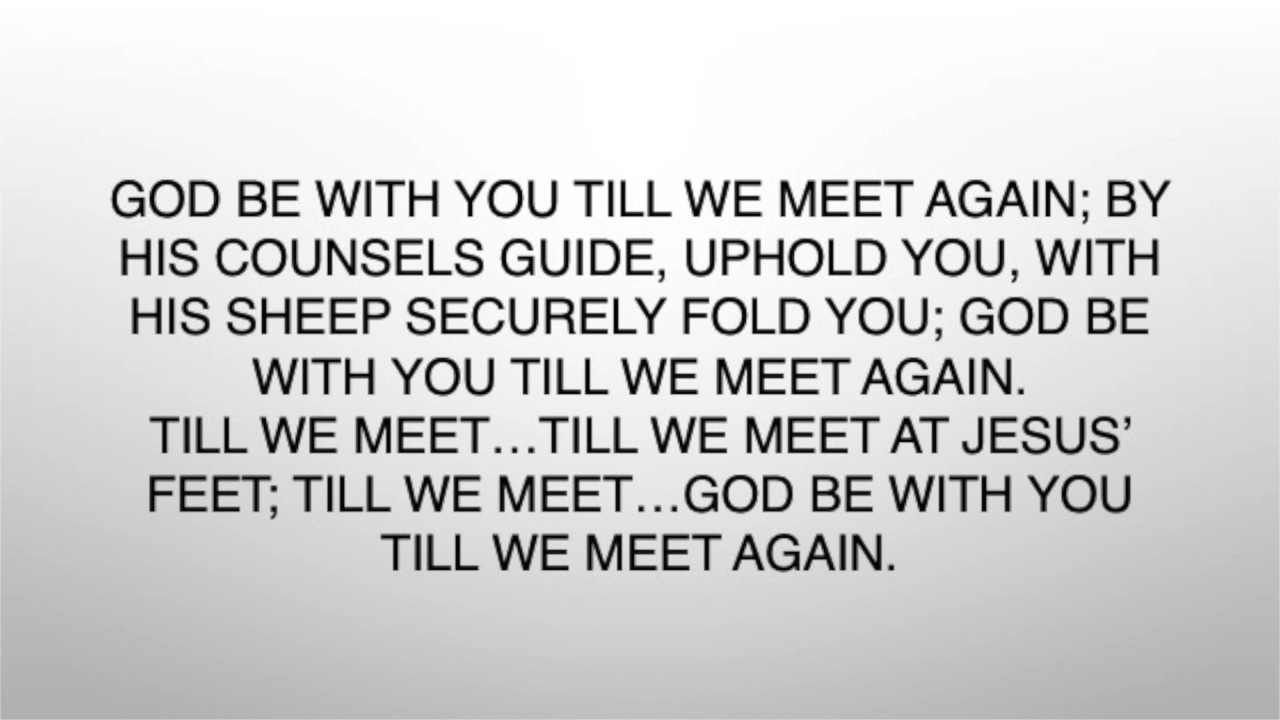 GOD BE WITH YOU TILL WE MEET AGAIN; BY
HIS COUNSELS GUIDE, UPHOLD YOU, WITH
HIS SHEEP SECURELY FOLD YOU; GOD BE
WITH YOU TILL WE MEET AGAIN.
TILL WE MEET…TILL WE MEET AT JESUS’
FEET; TILL WE MEET…GOD BE WITH YOU
TILL WE MEET AGAIN.